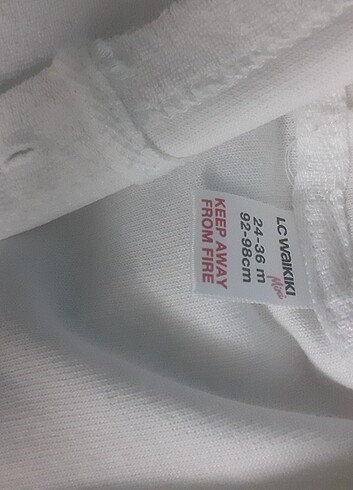 LC WAIKIKI
Mini
24-36 m
92-98cm
KEEP AWAY
FROM FIRE